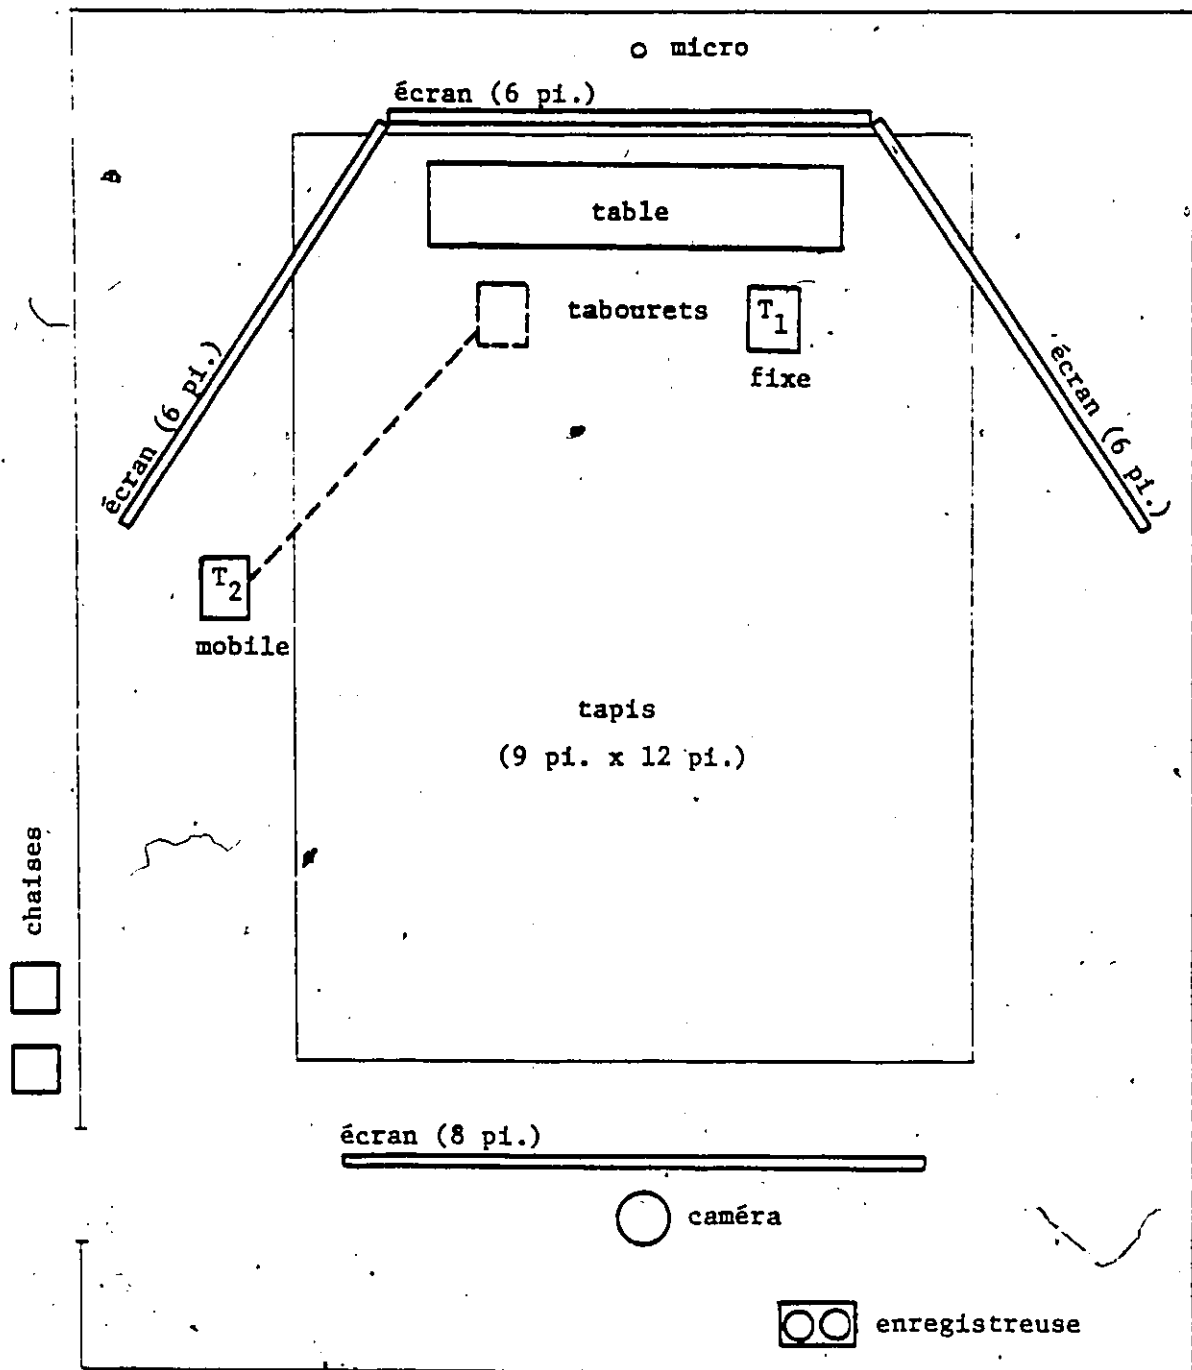 micro
écran (6 pi.)
table
tabourets
T1
fixe
écran (6 pi.)
écran (6 pi.)
T2
mobile
tapis
(9 pi. x 12 pi.)
chaises
écran (8 pi.)
caméra
enregistreuse